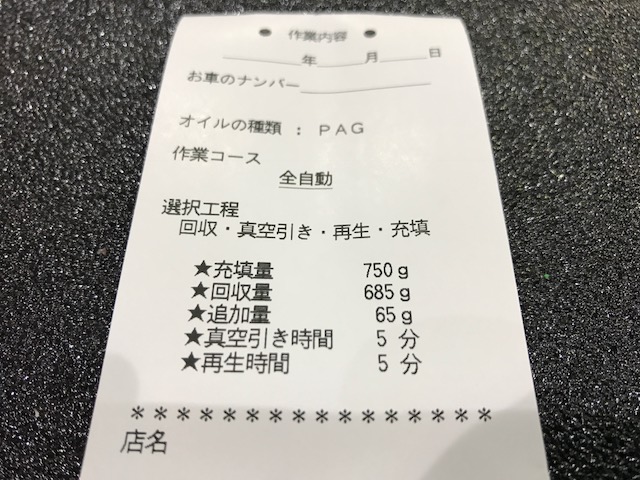 作業内容
年 月 日
お車のナンバー
オイルの種類 : PAG
作業コース
全自動
選択工程
回収・真空引き・再生・充填
★充填量 750g
★回収量 685g
★追加量 65g
★真空引き時間 5 分
★再生時間 5 分
****************
店名